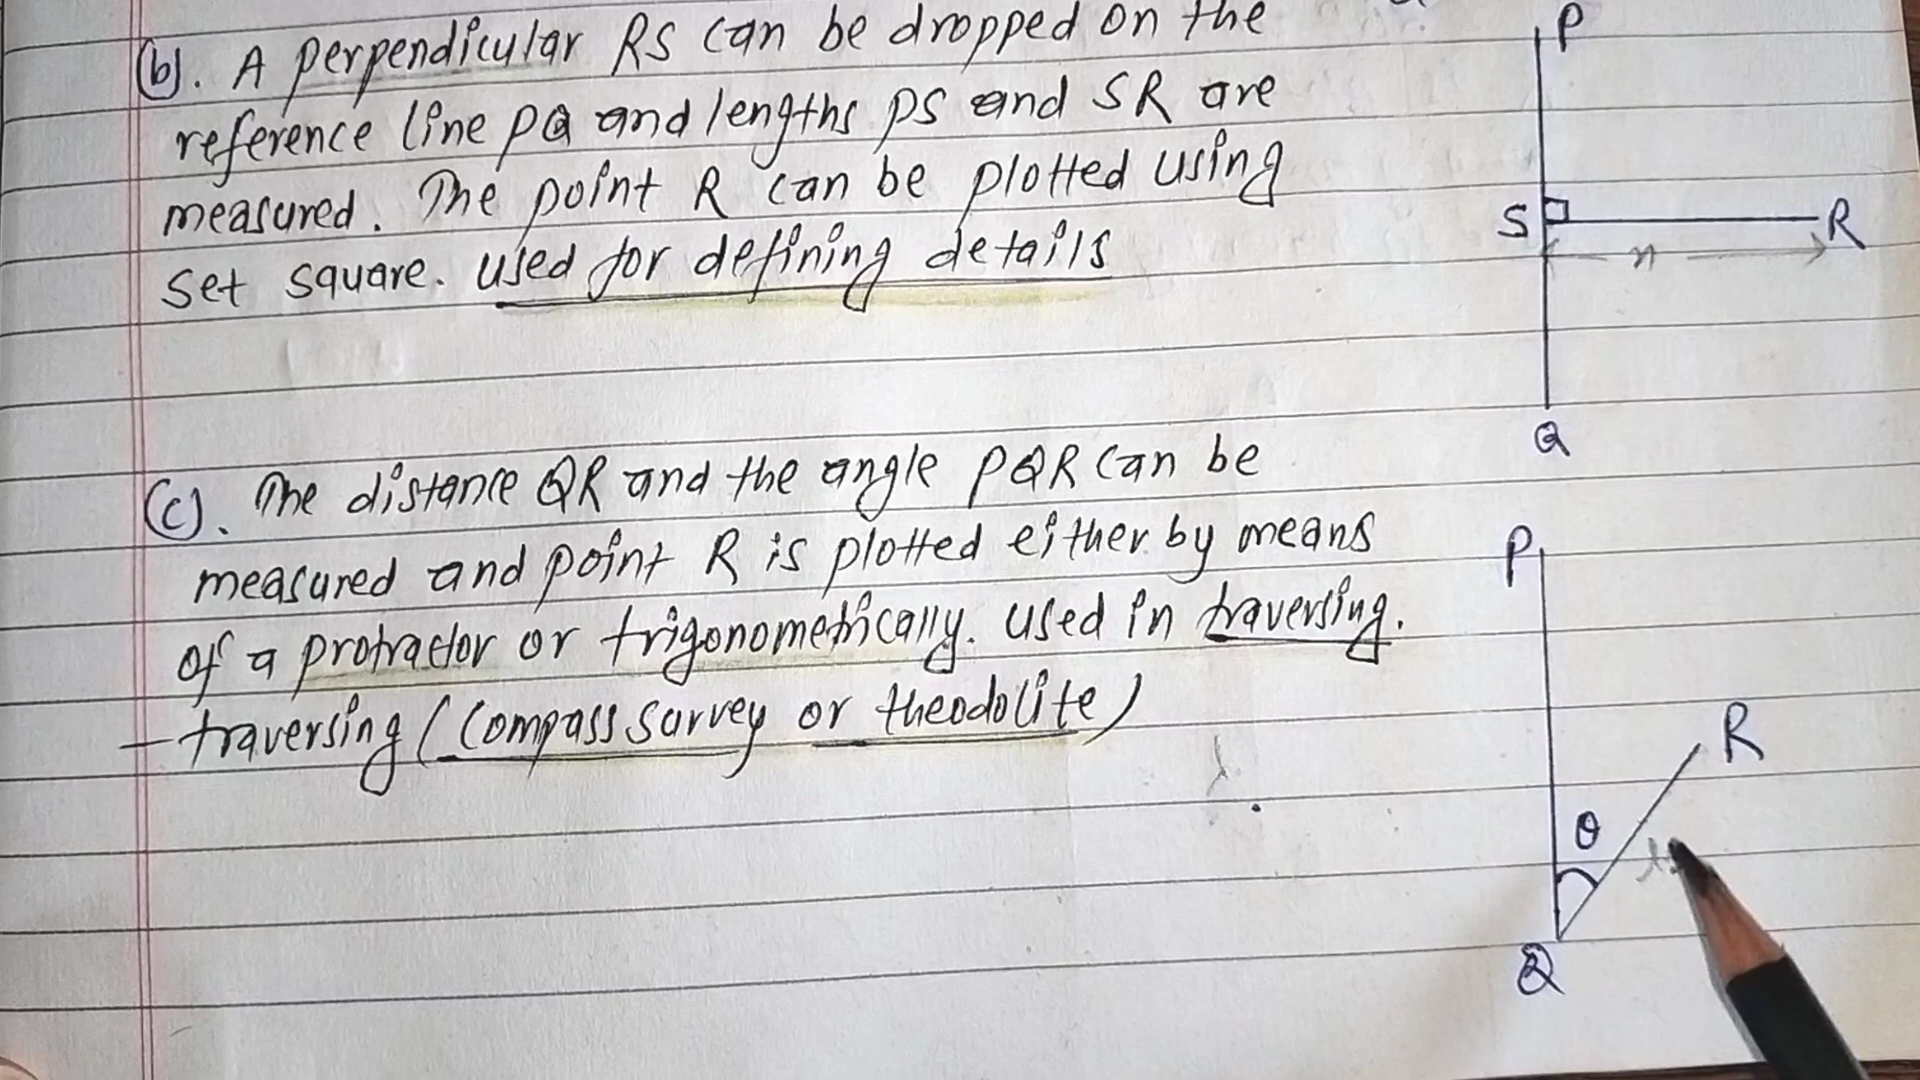 (b). A perpendicular RS can be dropped on the
reference line PQ and lengths PS and SR are
measured. The point R can be plotted using
set square. used for defining details
P
S
R
n
Q
(c). The distance QR and the angle PQR can be
measured and point R is plotted either by means
of a protractor or trigonometrically. used in traversing.
– traversing (compass survey or theodolite)
P
R
θ
Q